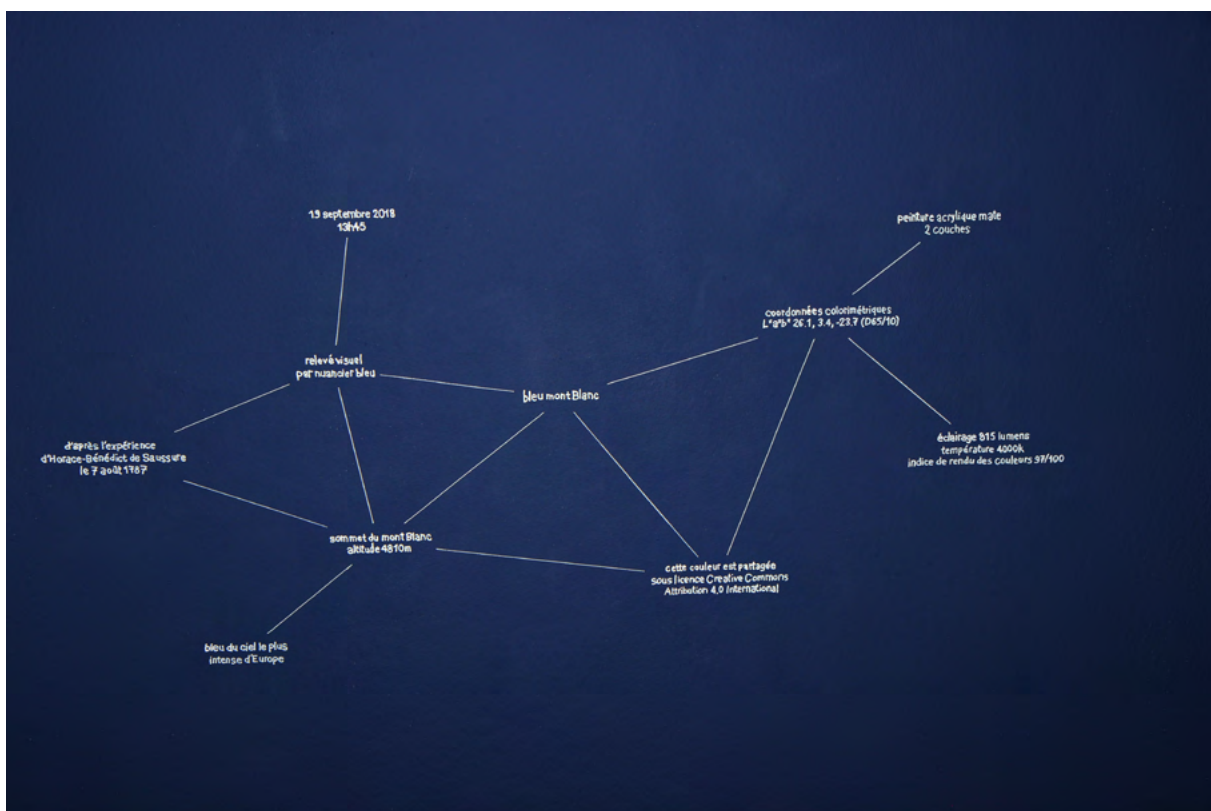 19 septembre 2018
13h45
peinture acrylique mate
2 couches
coordonnées colorimétriques
L*a*b* 26.1, 3.4, -23.7 (D65/10)
relevé visuel
par nuancier bleu
bleu mont Blanc
d'après l'expérience
d'Horace-Bénédict de Saussure
le 7 août 1787
éclairage 815 lumens
température 4000k
indice de rendu des couleurs 97/100
sommet du mont Blanc
altitude 4810m
cette couleur est partagée
sous licence Creative Commons
Attribution 4.0 International
bleu du ciel le plus
intense d'Europe